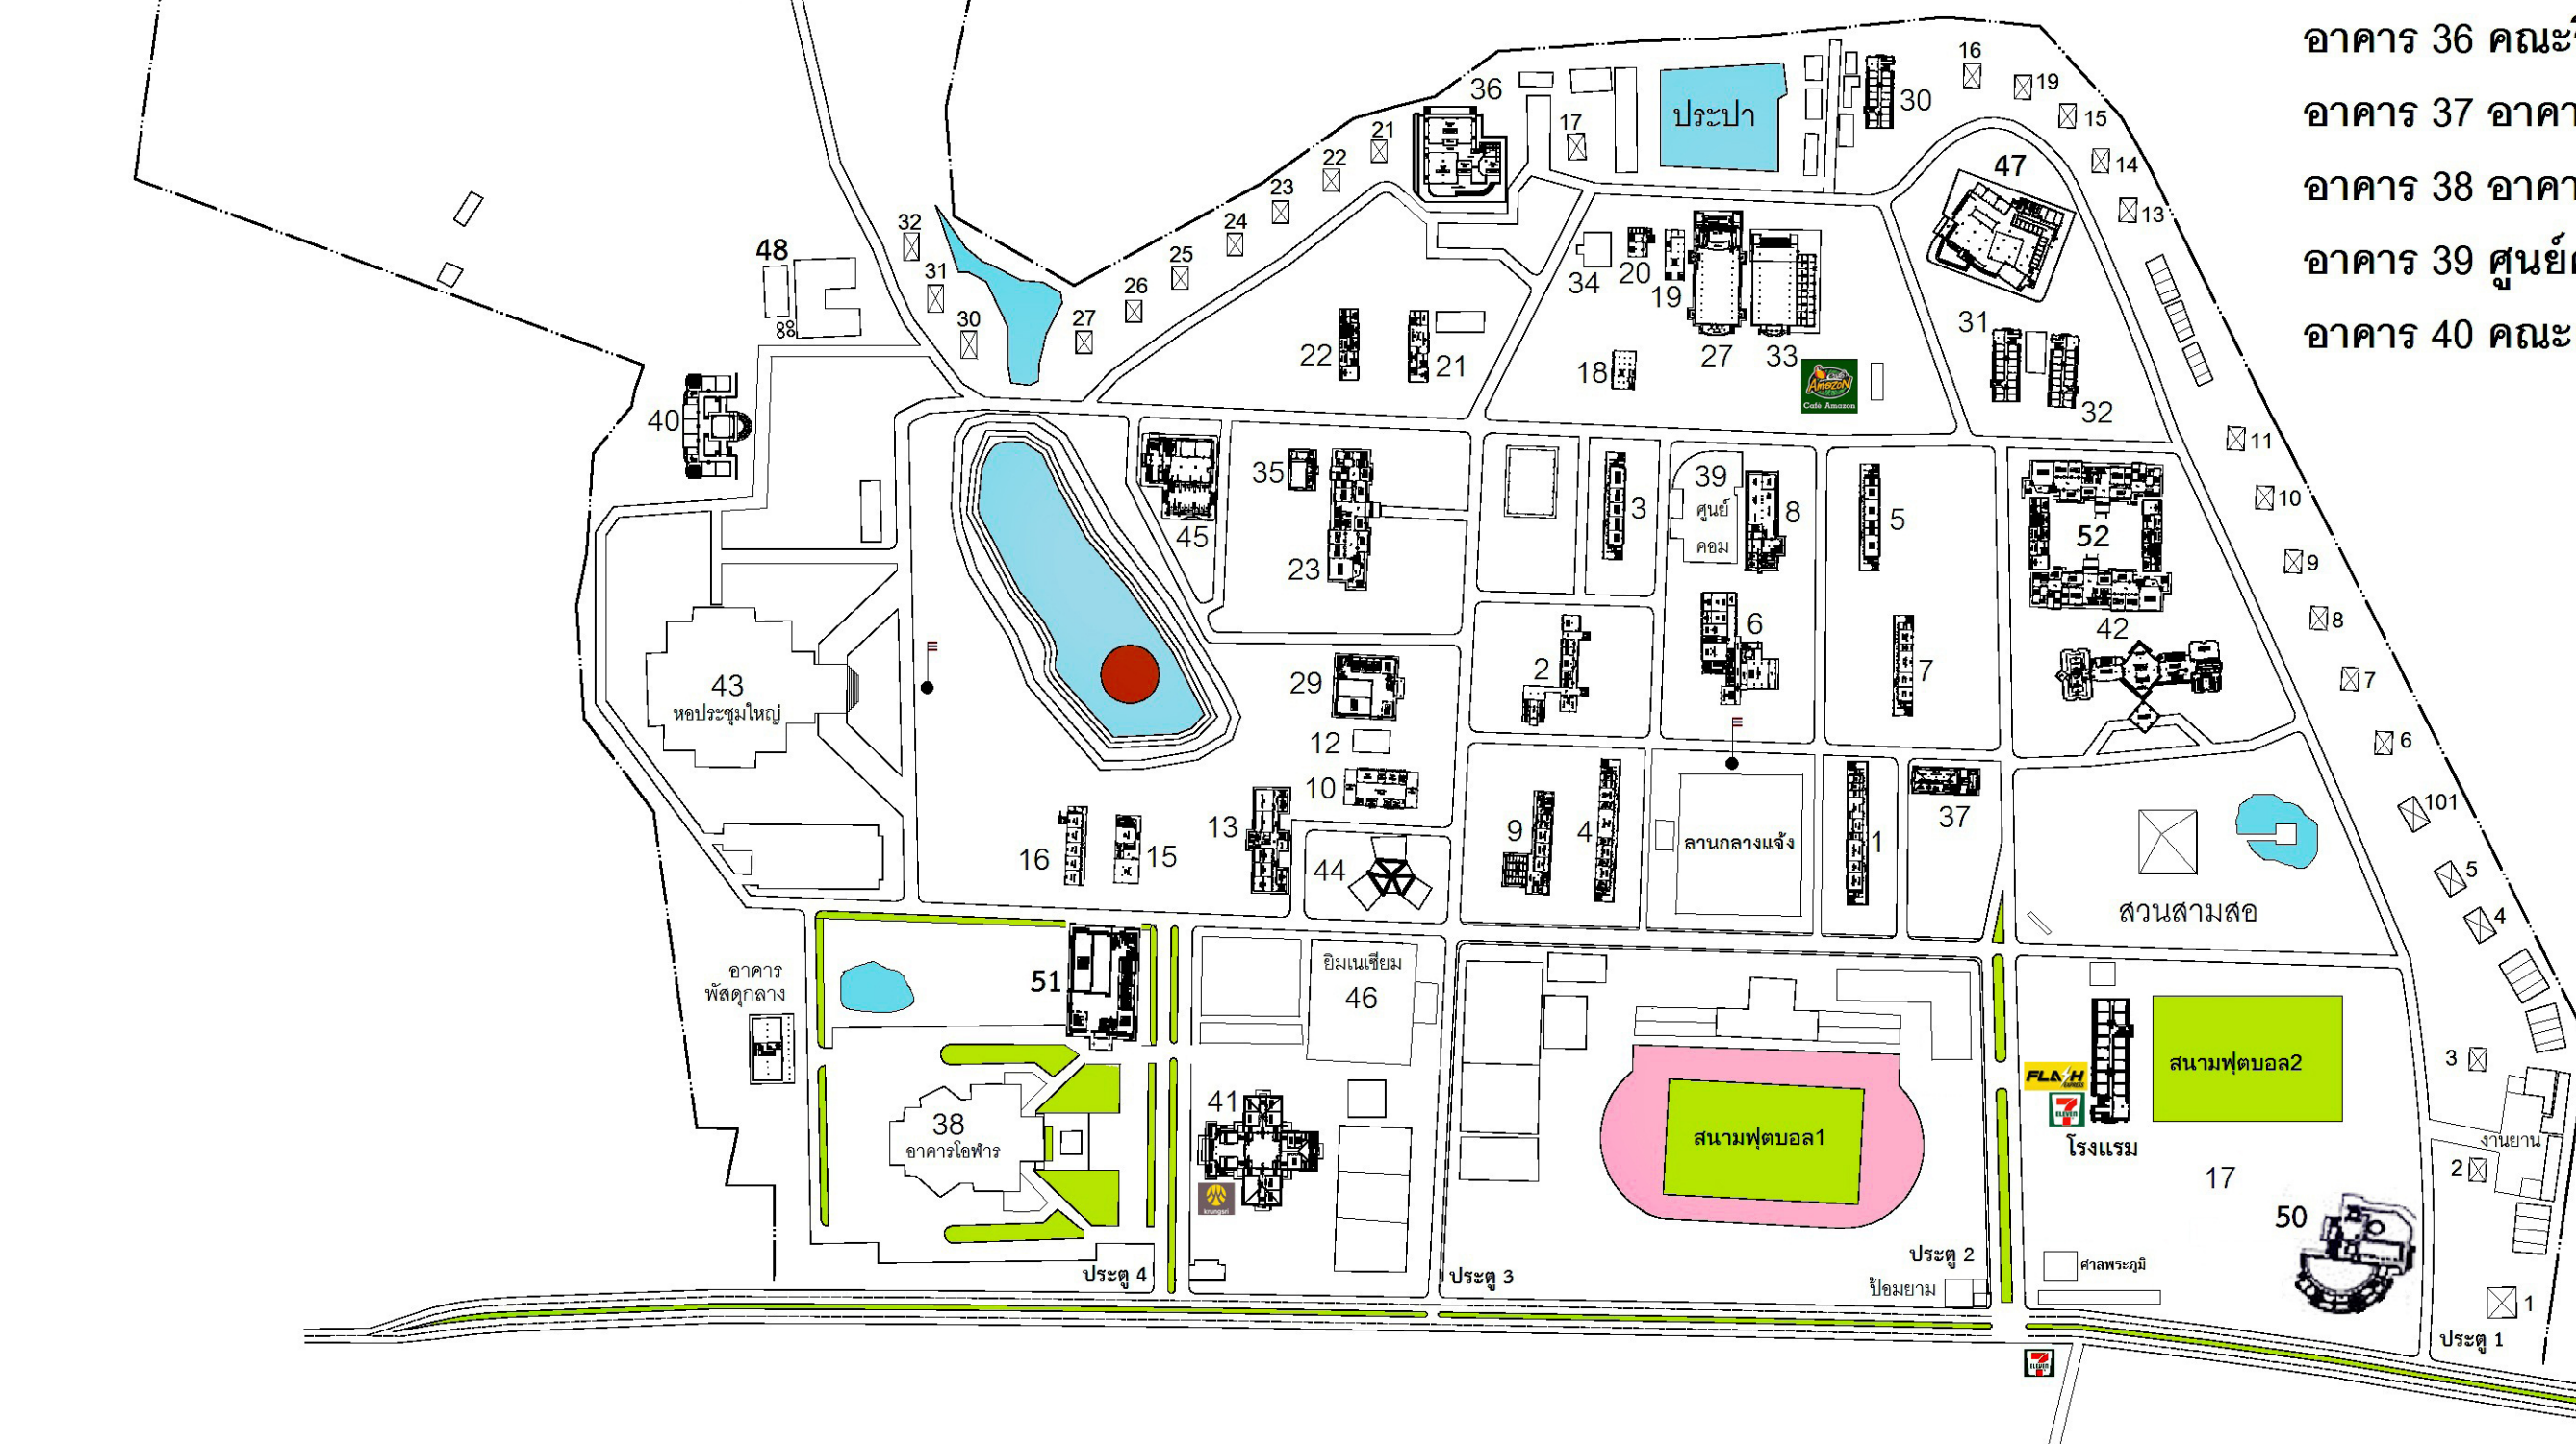 อาคาร 36 คณะ
อาคาร 37
อาคาร 38
อาคาร 39
อาคาร 40 คณะ
16
19
15
14
13
30
ประปา
36
17
21
22
23
24
25
26
27
32
31
30
48
40
47
34
20
19
27
33
18
Café Amazon
Café Amazon
31
32
22
21
11
10
9
8
7
6
101
5
4
3
2
1
45
35
23
3
39
ศูนย์
คอม
8
5
52
42
43
หอประชุมใหญ่
29
2
6
7
12
10
13
16
15
44
9
4
ลานกลางแจ้ง
1
37
สวนสามสอ
อาคาร
พัสดุกลาง
51
ยิมเนเซียม
46
38
อาคารโอฬาร
41
krungsri
สนามฟุตบอล1
FLASH
EXPRESS
7 ELEVEN
โรงแรม
สนามฟุตบอล2
งานยาน
17
50
ศาลพระภูมิ
ประตู 4
ประตู 3
ประตู 2
ป้อมยาม
ประตู 1
7 ELEVEN